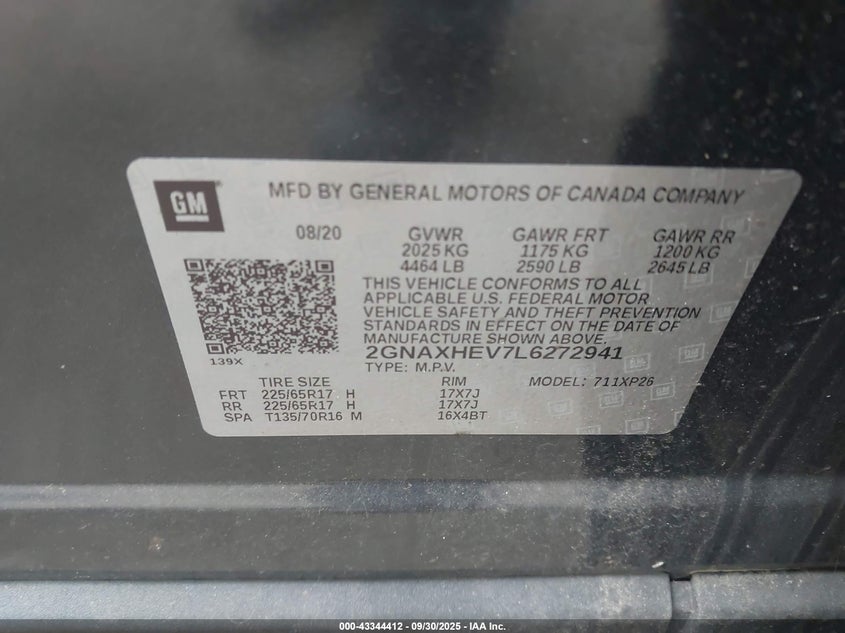 GM
MFD BY GENERAL MOTORS OF CANADA COMPANY
08/20 GVWR GAWR FRT GAWR RR
2025 KG 1175 KG 1200 KG
4464 LB 2590 LB 2645 LB
THIS VEHICLE CONFORMS TO ALL
APPLICABLE U.S. FEDERAL MOTOR
VEHICLE SAFETY AND THEFT PREVENTION
STANDARDS IN EFFECT ON THE DATE OF
MANUFACTURE SHOWN ABOVE.
139X
2GNAXHEV7L6272941
TYPE: M.P.V.
TIRE SIZE RIM MODEL: 711XP26
FRT 225/65R17 H 17X7J
RR 225/65R17 H 17X7J
SPA T135/70R16 M 16X4BT
000-43344412 - 09/30/2025 - IAA Inc.